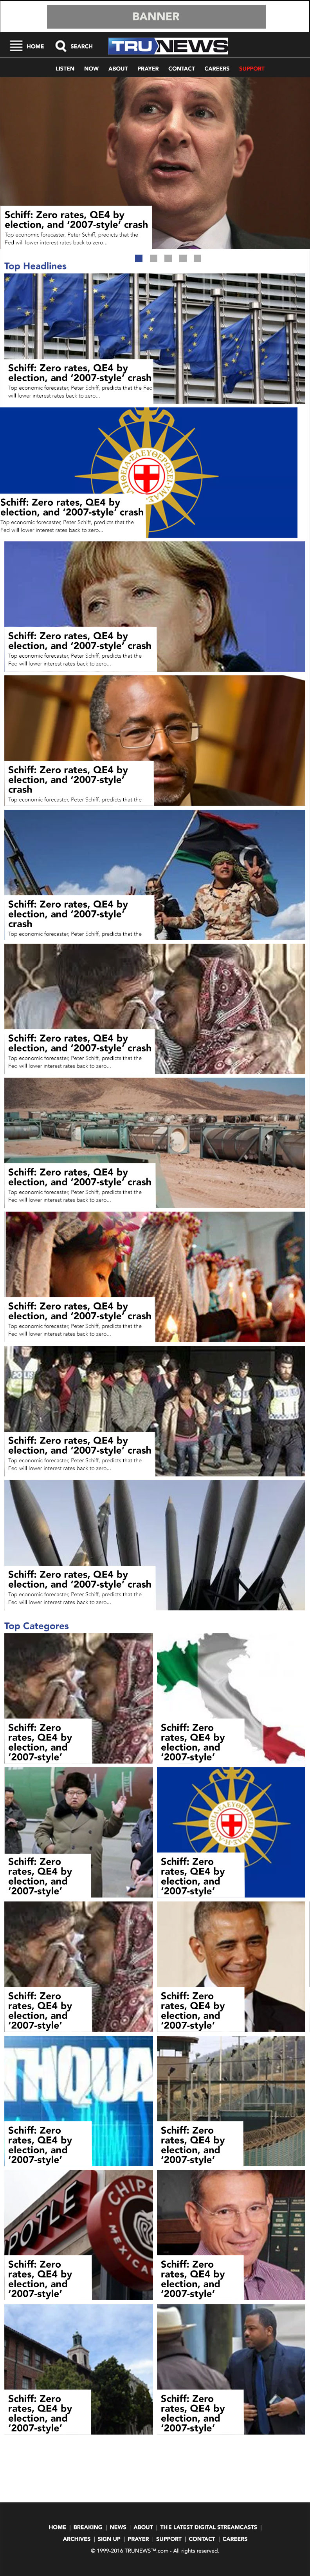 BANNER
HOME SEARCH TRUNEWS
LISTEN NOW ABOUT PRAYER CONTACT CAREERS SUPPORT
Schiff: Zero rates, QE4 by
election, and ‘2007-style’ crash
Top economic forecaster, Peter Schiff, predicts that the
Fed will lower interest rates back to zero...
Top Headlines
Schiff: Zero rates, QE4 by
election, and ‘2007-style’ crash
Top economic forecaster, Peter Schiff, predicts that the Fed
will lower interest rates back to zero...
Schiff: Zero rates, QE4 by
election, and ‘2007-style’ crash
Top economic forecaster, Peter Schiff, predicts that the
Fed will lower interest rates back to zero...
Schiff: Zero rates, QE4 by
election, and ‘2007-style’ crash
Top economic forecaster, Peter Schiff, predicts that the
Fed will lower interest rates back to zero...
Schiff: Zero rates, QE4 by
election, and ‘2007-style’
crash
Top economic forecaster, Peter Schiff, predicts that the
Schiff: Zero rates, QE4 by
election, and ‘2007-style’
crash
Top economic forecaster, Peter Schiff, predicts that the
Schiff: Zero rates, QE4 by
election, and ‘2007-style’ crash
Top economic forecaster, Peter Schiff, predicts that the
Fed will lower interest rates back to zero...
Schiff: Zero rates, QE4 by
election, and ‘2007-style’ crash
Top economic forecaster, Peter Schiff, predicts that the
Fed will lower interest rates back to zero...
Schiff: Zero rates, QE4 by
election, and ‘2007-style’ crash
Top economic forecaster, Peter Schiff, predicts that the
Fed will lower interest rates back to zero...
Schiff: Zero rates, QE4 by
election, and ‘2007-style’ crash
Top economic forecaster, Peter Schiff, predicts that the
Fed will lower interest rates back to zero...
Schiff: Zero rates, QE4 by
election, and ‘2007-style’ crash
Top economic forecaster, Peter Schiff, predicts that the
Fed will lower interest rates back to zero...
Top Categores
Schiff: Zero
rates, QE4 by
election, and
‘2007-style’
Schiff: Zero
rates, QE4 by
election, and
‘2007-style’
Schiff: Zero
rates, QE4 by
election, and
‘2007-style’
Schiff: Zero
rates, QE4 by
election, and
‘2007-style’
Schiff: Zero
rates, QE4 by
election, and
‘2007-style’
Schiff: Zero
rates, QE4 by
election, and
‘2007-style’
THQUA
Schiff: Zero
rates, QE4 by
election, and
‘2007-style’
Schiff: Zero
rates, QE4 by
election, and
‘2007-style’
POTLE
CHIPO
MEXICA
Schiff: Zero
rates, QE4 by
election, and
‘2007-style’
Schiff: Zero
rates, QE4 by
election, and
‘2007-style’
Schiff: Zero
rates, QE4 by
election, and
‘2007-style’
Schiff: Zero
rates, QE4 by
election, and
‘2007-style’
HOME | BREAKING | NEWS | ABOUT | THE LATEST DIGITAL STREAMCASTS |
ARCHIVES | SIGN UP | PRAYER | SUPPORT | CONTACT | CAREERS
© 1999-2016 TRUNEWS™.com - All rights reserved.